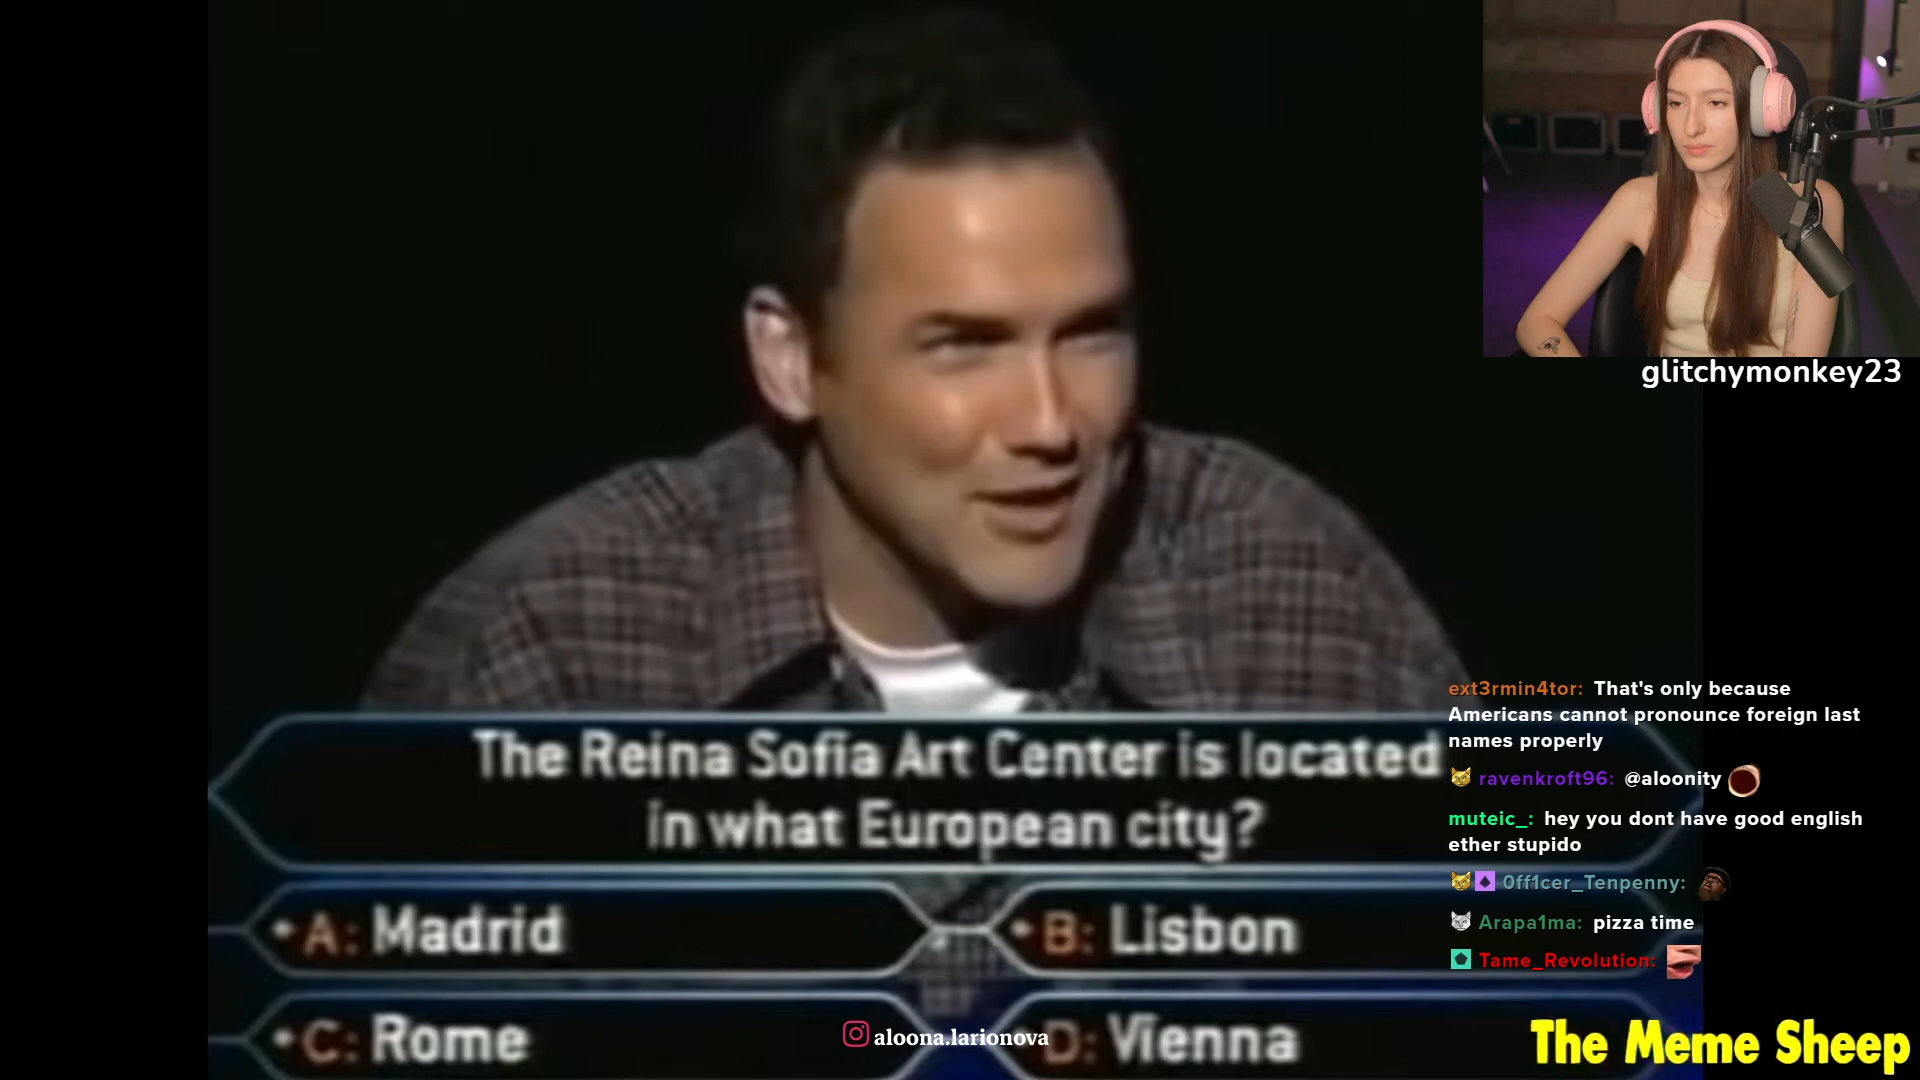 glitchymonkey23
The Reina Sofia Art Center is located
in what European city?
A: Madrid
B: Lisbon
C: Rome
D: Vienna
aloona.larionova
ext3rmin4tor: That's only because
Americans cannot pronounce foreign last
names properly
ravenkroft96: @aloonity
muteic_: hey you dont have good english
ether stupido
0ff1cer_Tenpenny:
Arapa1ma: pizza time
Tame_Revolution:
The Meme Sheep